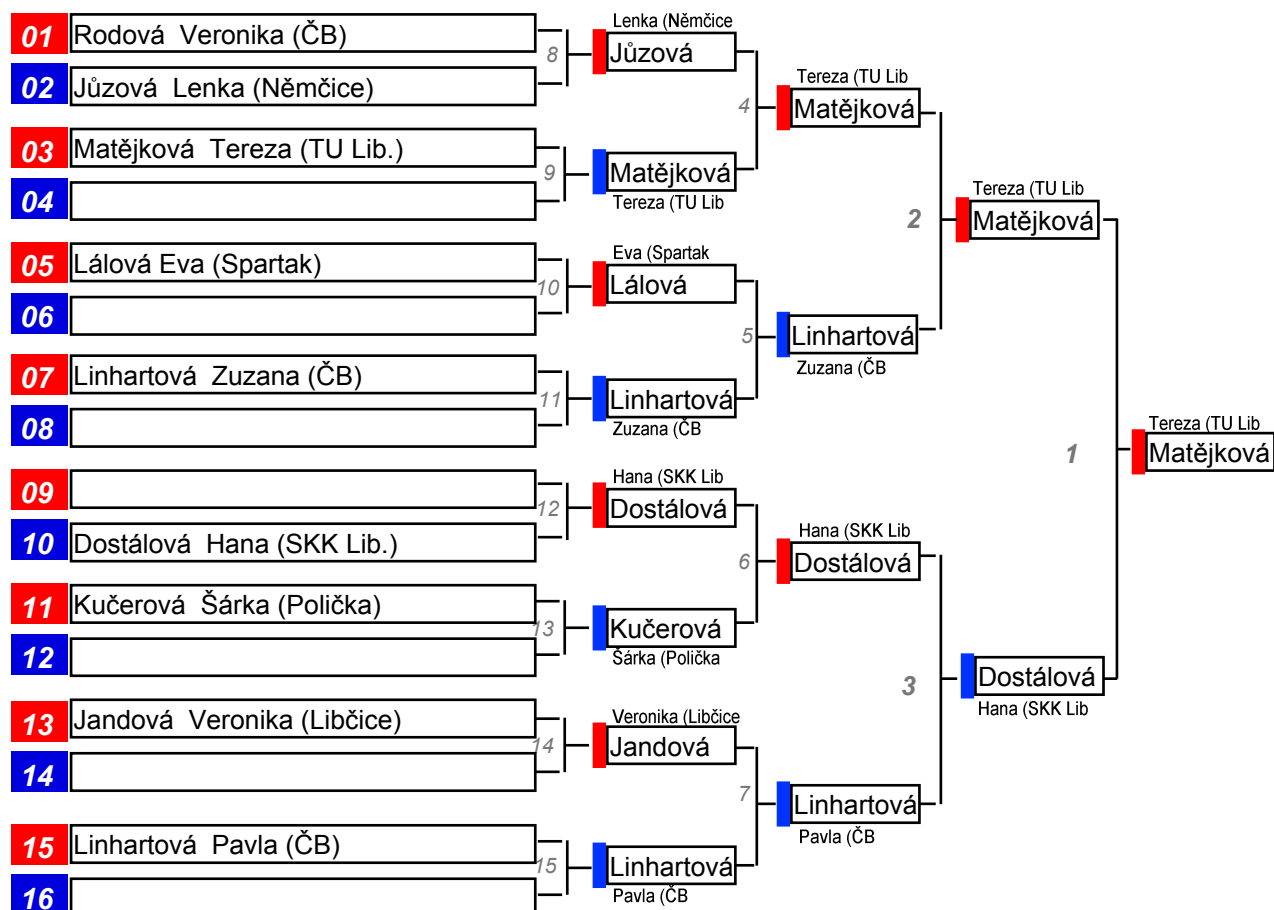 01 Rodová  Veronika (ČB)
02 Jůzová  Lenka (Němčice)
03 Matějková  Tereza (TU Lib.)
04
05 Lálová Eva (Spartak)
06
07 Linhartová  Zuzana (ČB)
08
09
10 Dostálová  Hana (SKK Lib.)
11 Kučerová  Šárka (Polička)
12
13 Jandová  Veronika (Libčice)
14
15 Linhartová  Pavla (ČB)
16
8
9
10
11
12
13
14
15
Lenka (Němčice
Jůzová
Matějková
Tereza (TU Lib
Eva (Spartak
Lálová
Linhartová
Zuzana (ČB
Hana (SKK Lib
Dostálová
Kučerová
Šárka (Polička
Veronika (Libčice
Jandová
Linhartová
Pavla (ČB
4
5
6
7
Tereza (TU Lib
Matějková
Linhartová
Zuzana (ČB
Hana (SKK Lib
Dostálová
Linhartová
Pavla (ČB
2
3
Tereza (TU Lib
Matějková
Dostálová
Hana (SKK Lib
1
Tereza (TU Lib
Matějková